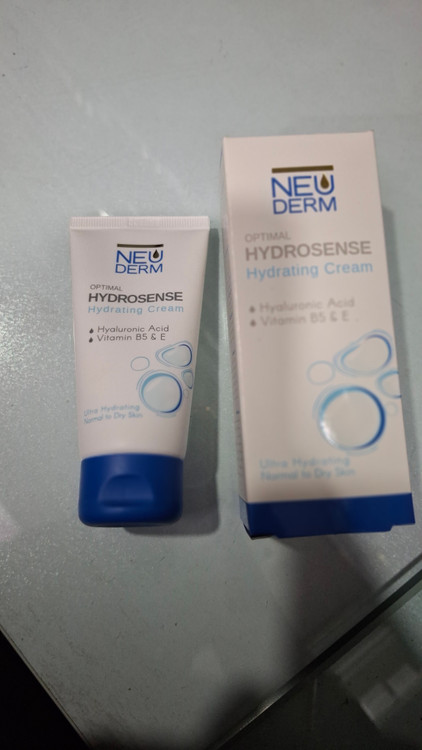 NEU
DERM
OPTIMAL
HYDROSENSE
Hydrating Cream
Hyaluronic Acid
Vitamin B5 & E
Ultra Hydrating
Normal to Dry Skin
NEU
DERM
OPTIMAL
HYDROSENSE
Hydrating Cream
Hyaluronic Acid
Vitamin B5 & E
Ultra Hydrating
Normal to Dry Skin